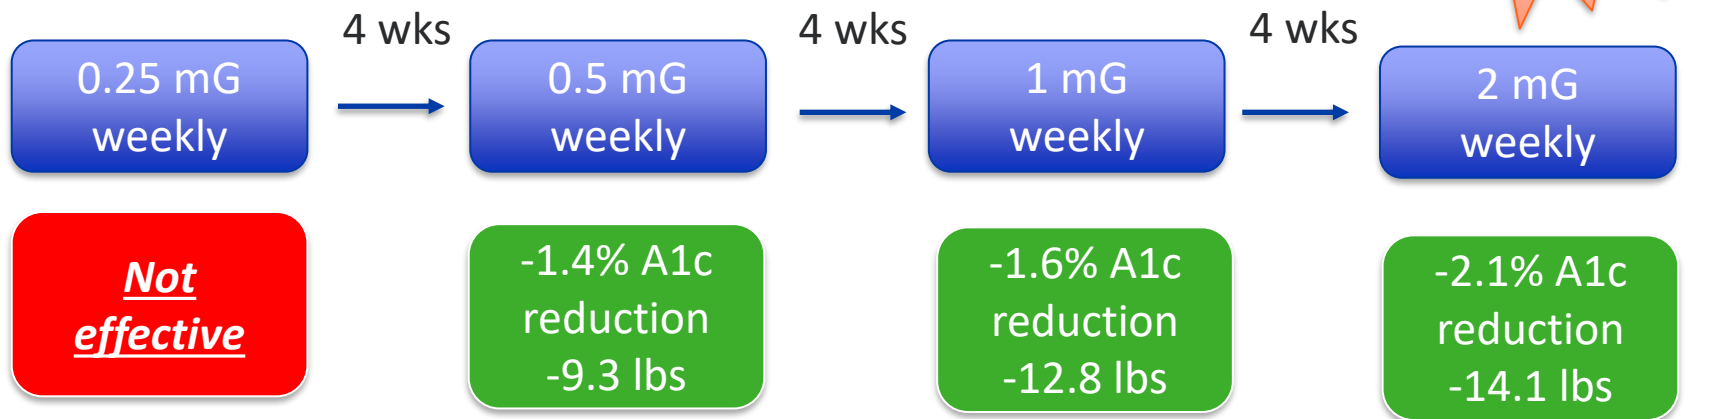 4 wks
4 wks
4 wks
0.25 mG
weekly
0.5 mG
weekly
1 mG
weekly
2 mG
weekly
Not
effective
-1.4% A1c
reduction
-9.3 lbs
-1.6% A1c
reduction
-12.8 lbs
-2.1% A1c
reduction
-14.1 lbs